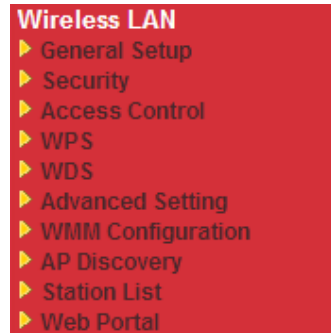 Wireless LAN
General Setup
Security
Access Control
WPS
WDS
Advanced Setting
WMM Configuration
AP Discovery
Station List
Web Portal